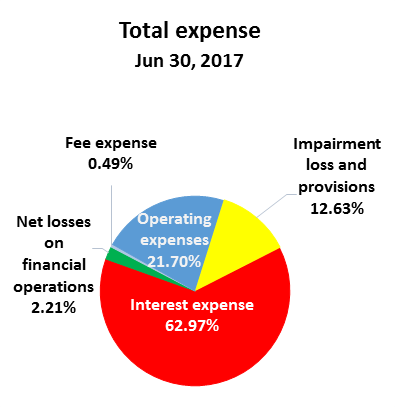 Total expense
Jun 30, 2017
Fee expense
0.49%
Impairment
loss and
provisions
12.63%
Net losses
on
financial
operations
2.21%
Operating
expenses
21.70%
Interest expense
62.97%